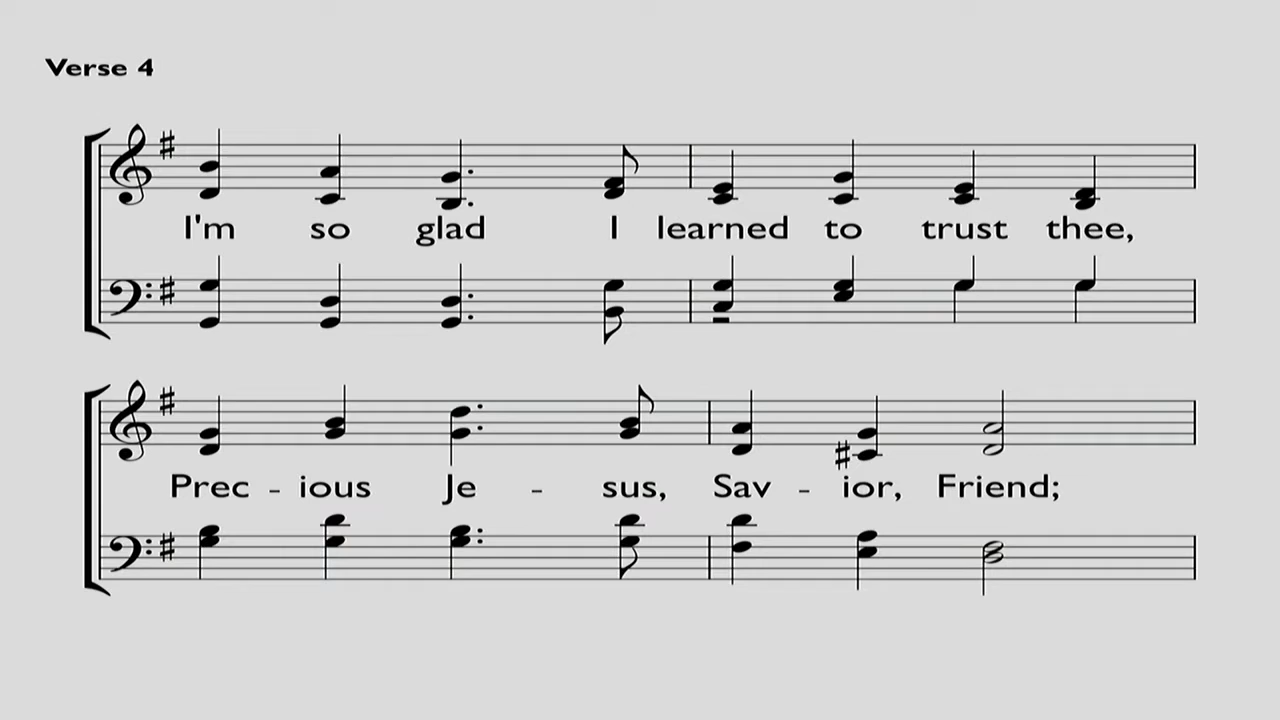 Verse 4
I'm so glad I learned to trust thee,
Prec - ious Je - sus, Sav - ior, Friend;